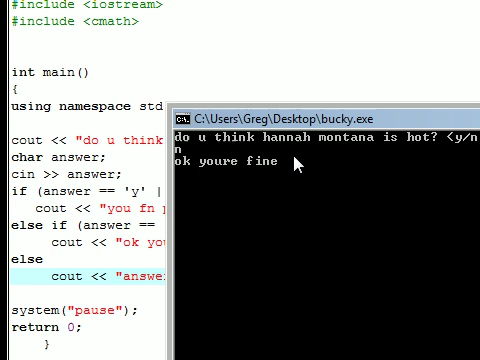 #include <iostream>
#include <cmath>
int main()
{
using namespace std
cout << "do u think
char answer;
cin >> answer;
if (answer == 'y' |
cout << "you fn
else if (answer ==
cout << "ok you
else
cout << "answe
system("pause");
return 0;
}
C:\Users\Greg\Desktop\bucky.exe
do u think hannah montana is hot? <y/n
n
ok youre fine